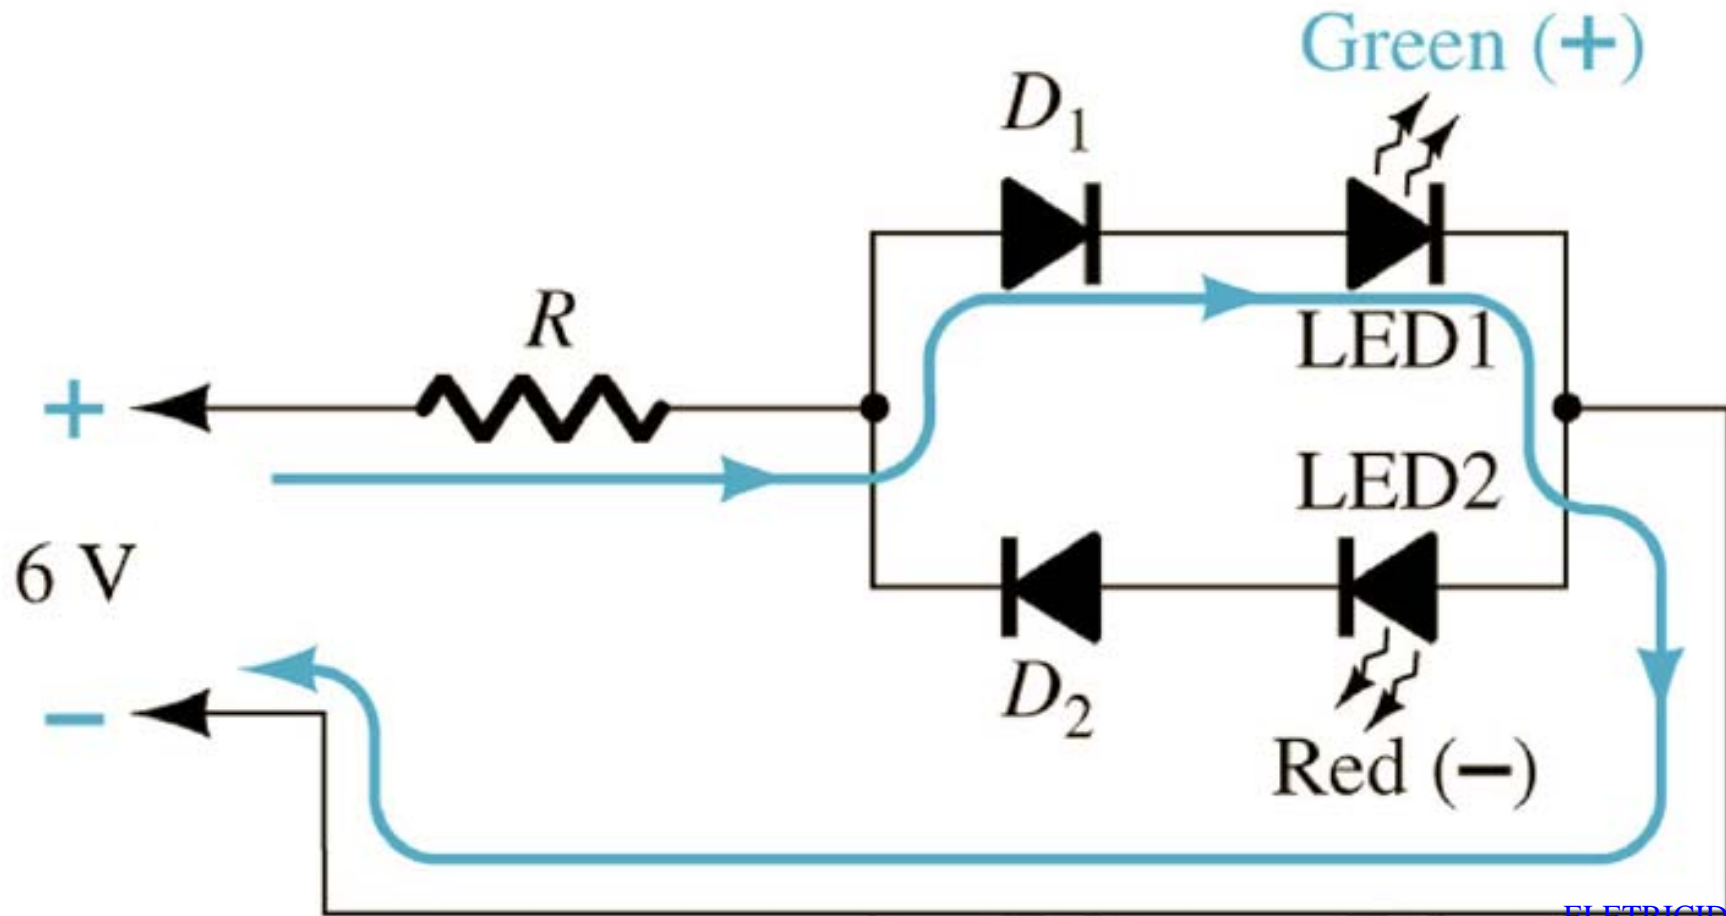 Green (+)
D1
R
LED1
+
LED2
6 V
D2
−
Red (−)